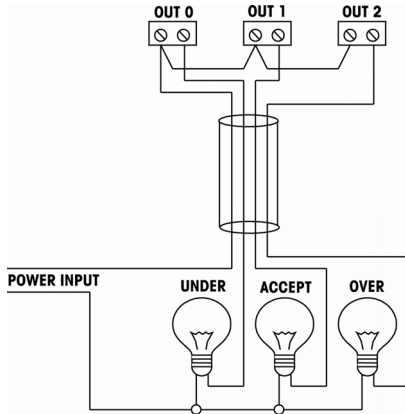 OUT 0 OUT 1 OUT 2
POWER INPUT
UNDER ACCEPT OVER